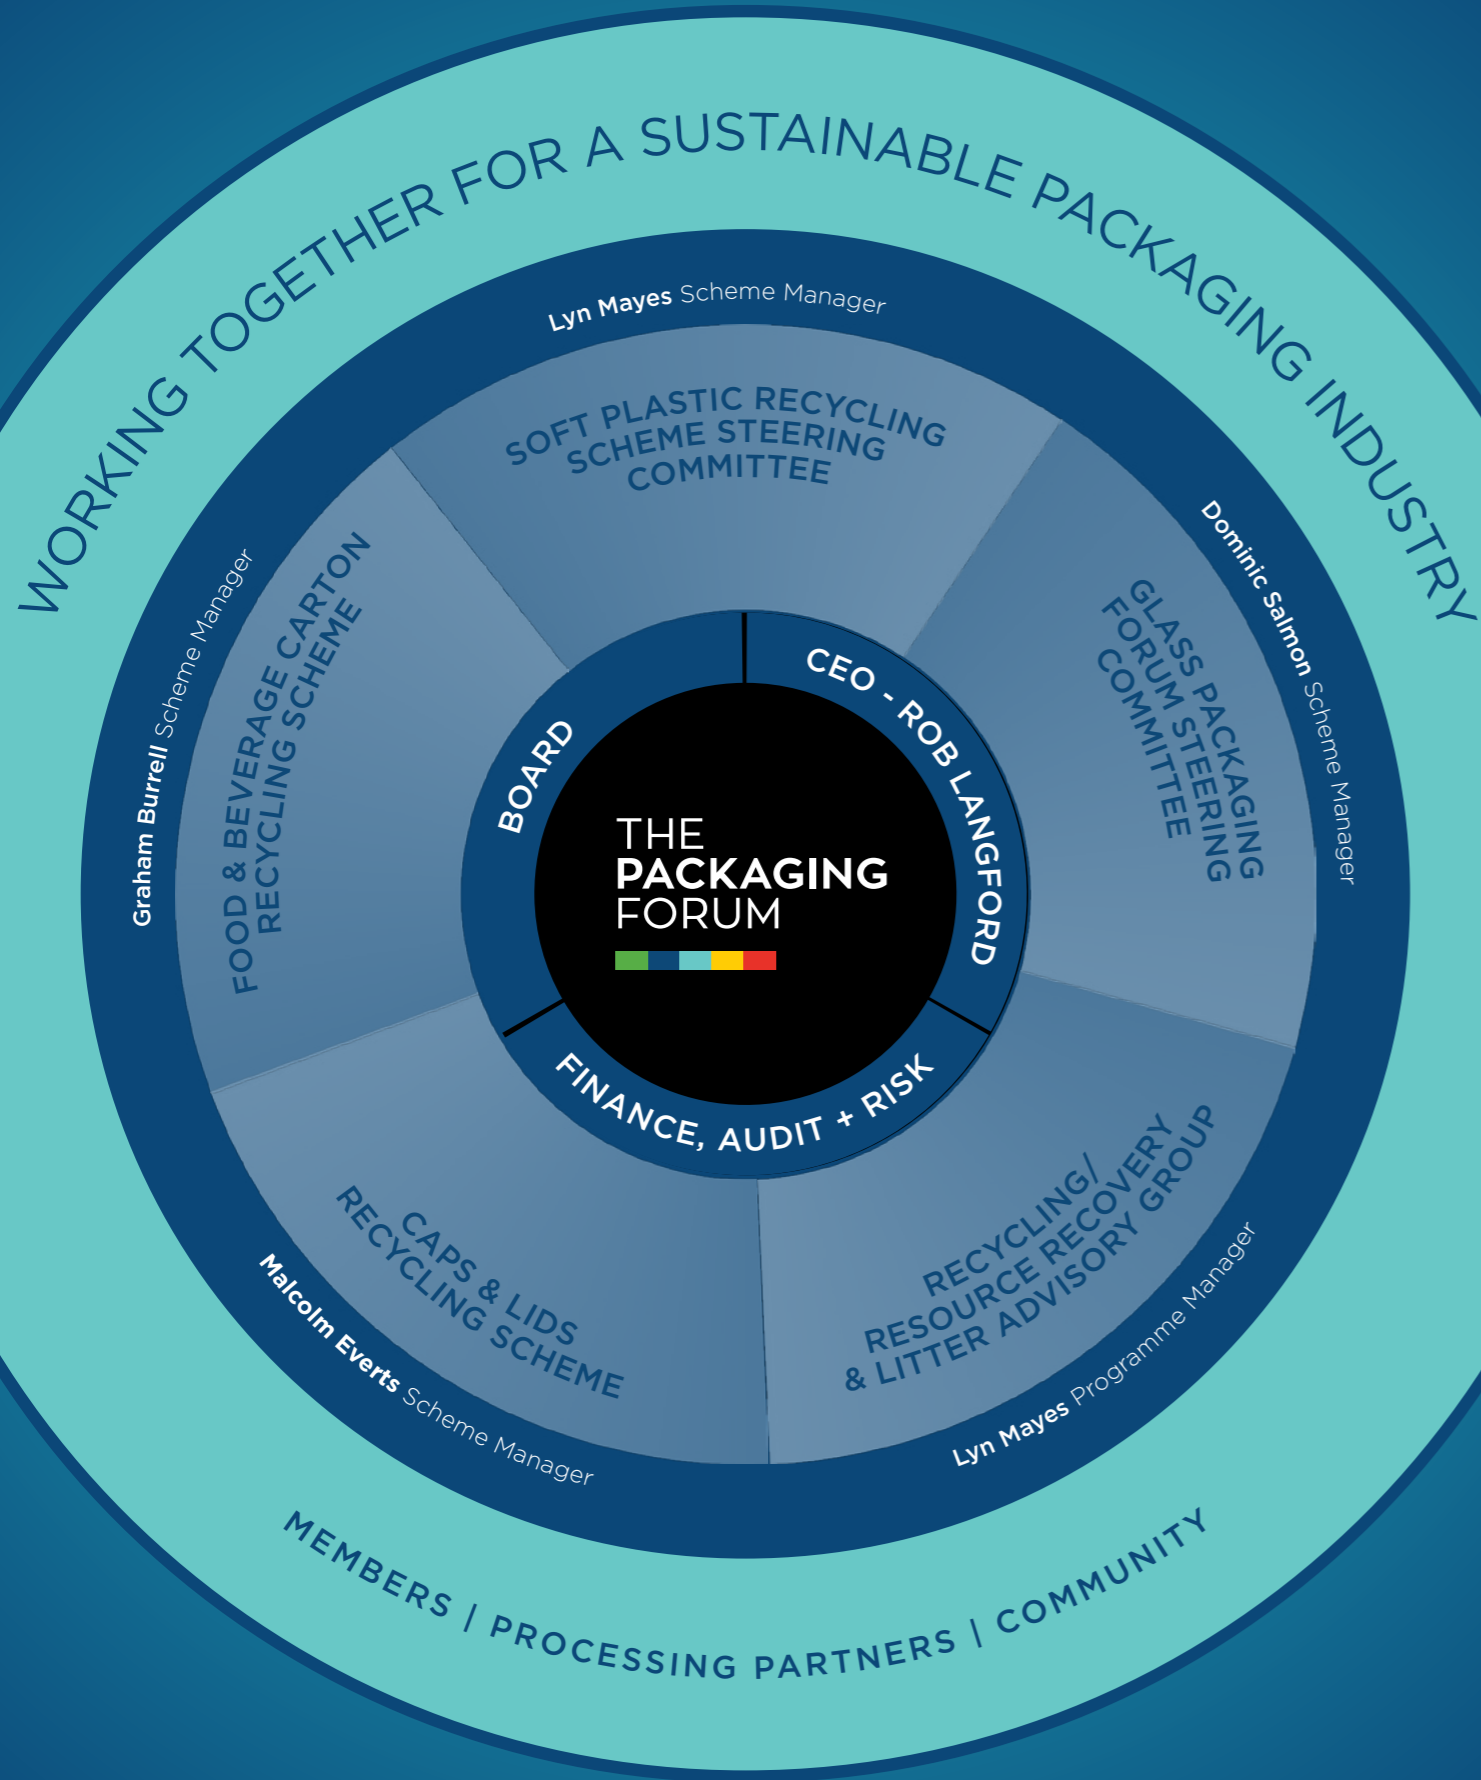 WORKING TOGETHER FOR A SUSTAINABLE PACKAGING INDUSTRY
Lyn Mayes Scheme Manager
SOFT PLASTIC RECYCLING
SCHEME STEERING
COMMITTEE
Dominic Salmon Scheme Manager
GLASS PACKAGING
FORUM STEERING
COMMITTEE
Graham Burrell Scheme Manager
FOOD & BEVERAGE CARTON
RECYCLING SCHEME
BOARD
CEO - ROB LANGFORD
THE
PACKAGING
FORUM
FINANCE, AUDIT + RISK
CAPS & LIDS
RECYCLING SCHEME
Malcolm Everts Scheme Manager
RECYCLING/
RESOURCE RECOVERY
& LITTER ADVISORY GROUP
Lyn Mayes Programme Manager
MEMBERS | PROCESSING PARTNERS | COMMUNITY